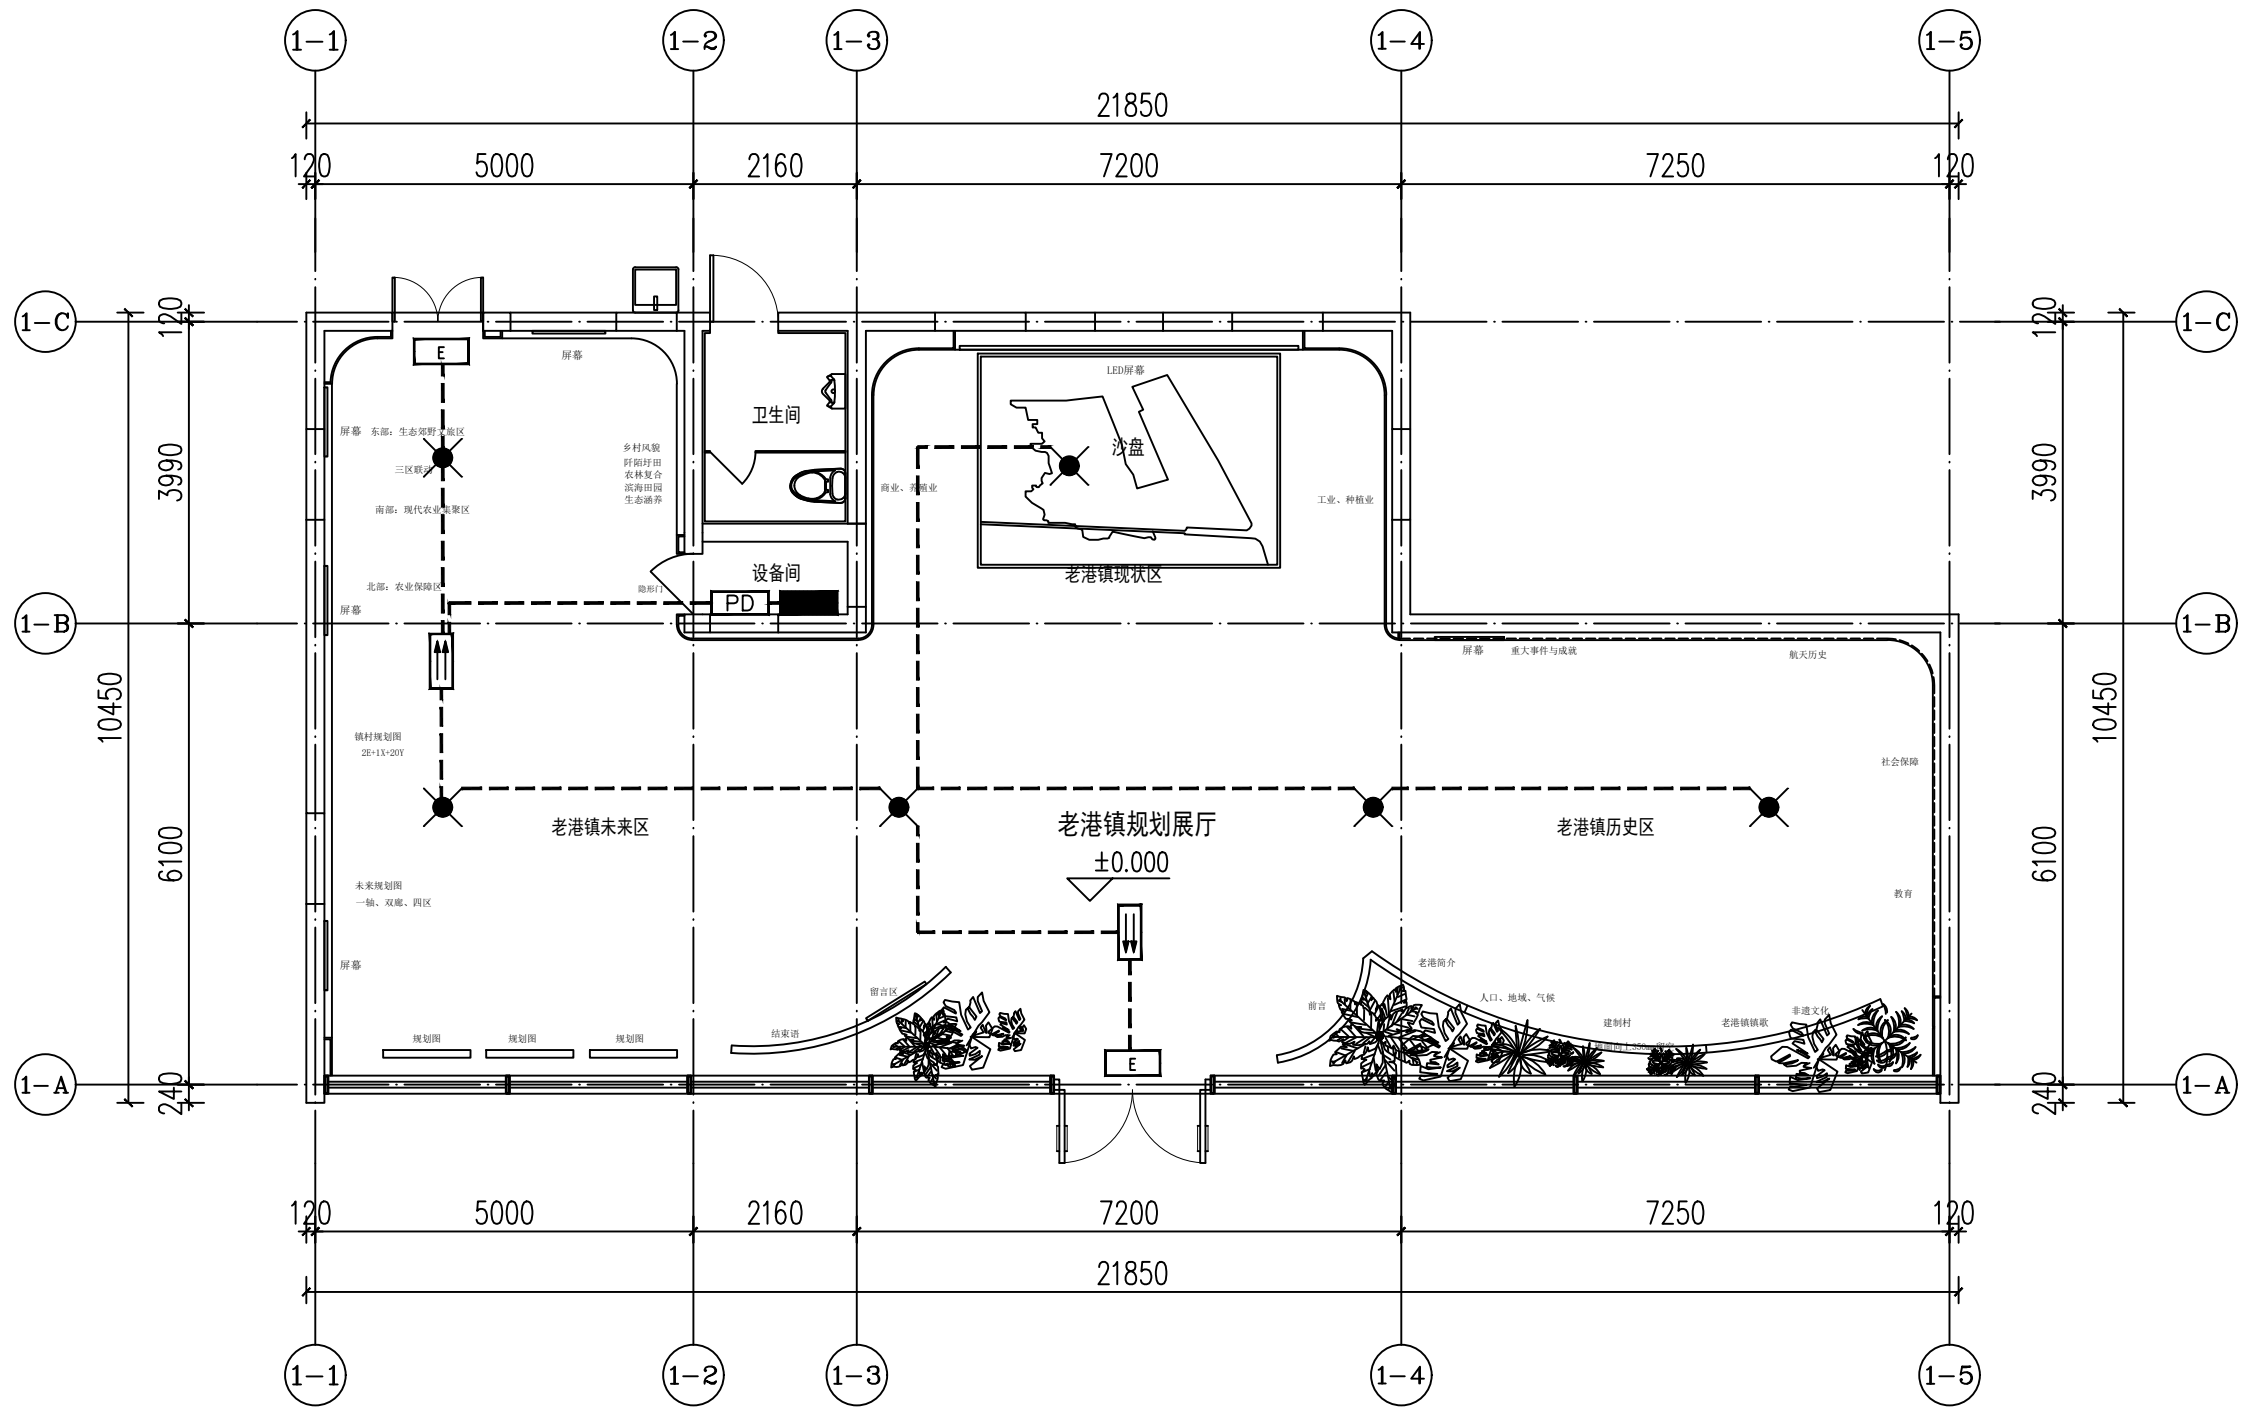 1-1 1-2 1-3 1-4 1-5
21850
120 5000 2160 7200 7250 120
1-C 120 120 1-C
E
屏幕
LED屏幕
卫生间
屏幕 东部：生态郊野文旅区
沙盘
乡村风貌
三区联动
阡陌圩田
农林复合
滨海田园
生态涵养
3990 3990
商业、养殖业 工业、种植业
南部：现代农业集聚区
设备间 老港镇现状区
北部：农业保障区 隐形门
PD
屏幕
1-B 1-B
屏幕 重大事件与成就 航天历史
10450 10450
镇村规划图
2E+1X+20Y
社会保障
老港镇未来区 老港镇规划展厅 老港镇历史区
±0.000
6100 6100
未来规划图
一轴、双廊、四区
教育
屏幕
老港简介
留言区 人口、地域、气候
前言 非遗文化
结束语 建制村 老港镇镇歌
规划图 规划图 规划图
E
1-A 240 240 1-A
120 5000 2160 7200 7250 120
21850
1-1 1-2 1-3 1-4 1-5